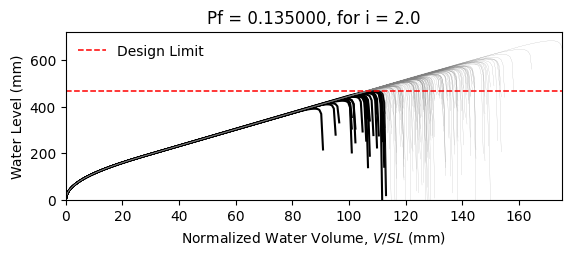 Pf = 0.135000, for i = 2.0
Design Limit
Water Level (mm)
600
400
200
0
0 20 40 60 80 100 120 140 160
Normalized Water Volume, V/SL (mm)